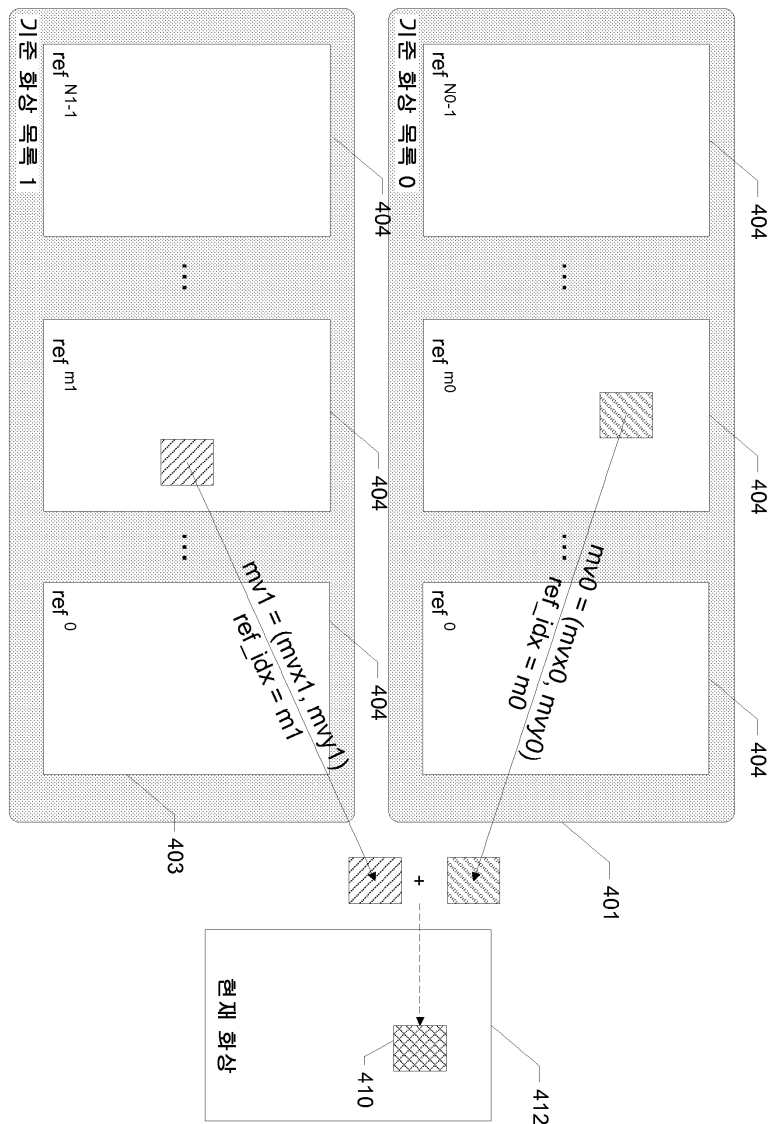 기준 화상 목록 0
ref N0-1
404
...
ref m0
404
...
ref 0
404
401
mv0 = (mvx0, mvy0)
ref_idx = m0
기준 화상 목록 1
ref N1-1
404
...
ref m1
404
...
ref 0
404
403
mv1 = (mvx1, mvy1)
ref_idx = m1
+
현재 화상
410
412